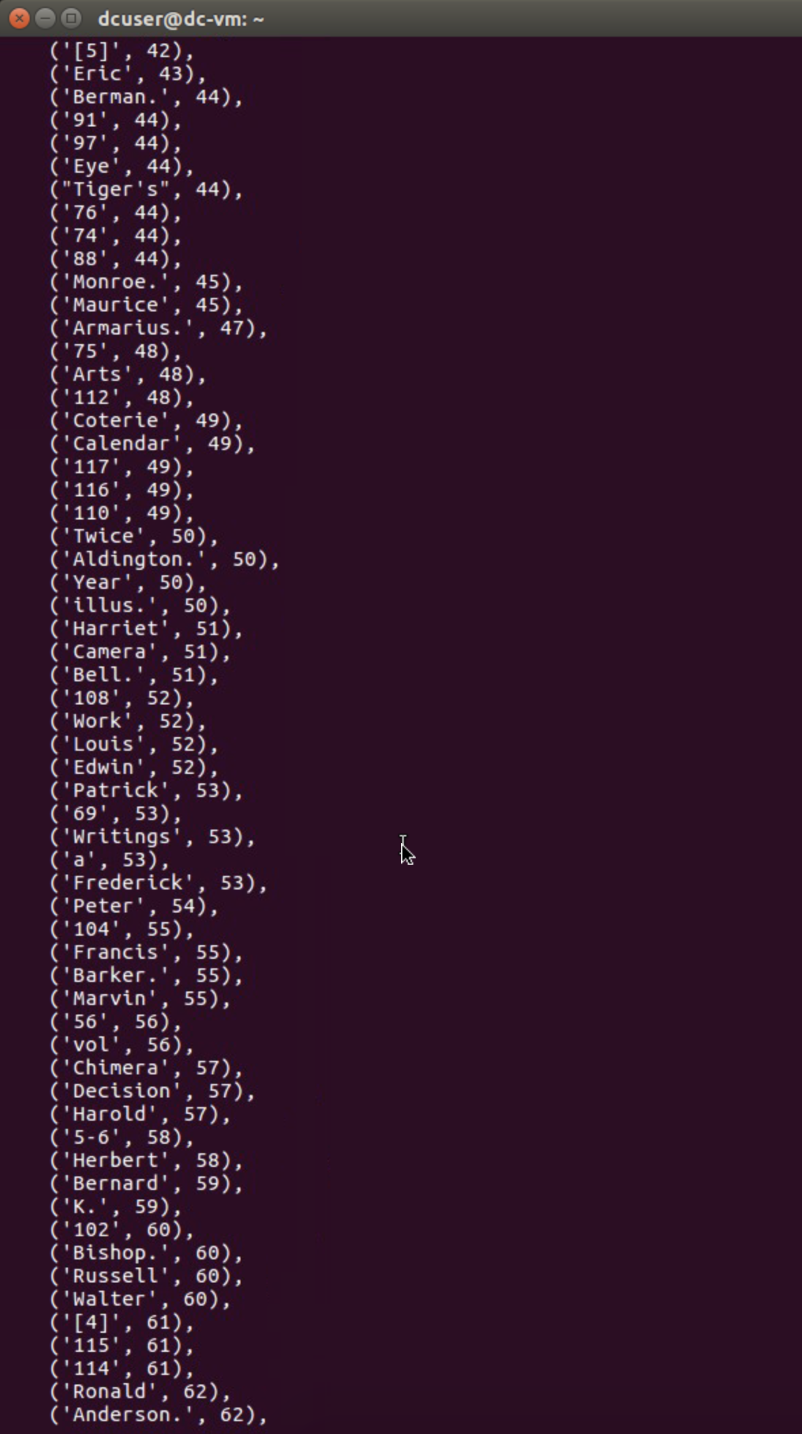 dcuser@dc-vm: ~
('[5]', 42),
('Eric', 43),
('Berman.', 44),
('91', 44),
('97', 44),
('Eye', 44),
("Tiger's", 44),
('76', 44),
('74', 44),
('88', 44),
('Monroe.', 45),
('Maurice', 45),
('Armarius.', 47),
('75', 48),
('Arts', 48),
('112', 48),
('Coterie', 49),
('Calendar', 49),
('117', 49),
('116', 49),
('110', 49),
('Twice', 50),
('Aldington.', 50),
('Year', 50),
('illus.', 50),
('Harriet', 51),
('Camera', 51),
('Bell.', 51),
('108', 52),
('Work', 52),
('Louis', 52),
('Edwin', 52),
('Patrick', 53),
('69', 53),
('Writings', 53),
('a', 53),
('Frederick', 53),
('Peter', 54),
('104', 55),
('Francis', 55),
('Barker.', 55),
('Marvin', 55),
('56', 56),
('vol', 56),
('Chimera', 57),
('Decision', 57),
('Harold', 57),
('5-6', 58),
('Herbert', 58),
('Bernard', 59),
('K.', 59),
('102', 60),
('Bishop.', 60),
('Russell', 60),
('Walter', 60),
('[4]', 61),
('115', 61),
('114', 61),
('Ronald', 62),
('Anderson.', 62),